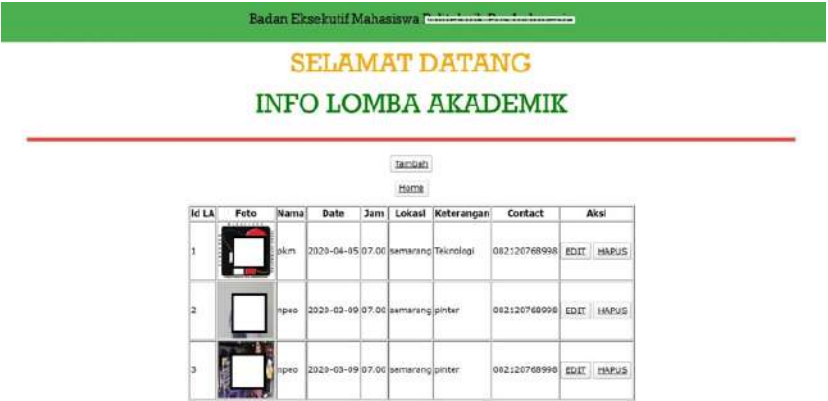 Badan Eksekutif Mahasiswa
SELAMAT DATANG
INFO LOMBA AKADEMIK
Tambah
Home
Id LA Foto Nama Date Jam Lokasi Keterangan Contact Aksi
1 pkm 2020-04-05 07.00 semarang Teknologi 082120768998 EDIT HAPUS
2 npeo 2020-03-09 07.00 semarang pinter 082120768998 EDIT HAPUS
3 npeo 2020-03-09 07.00 semarang pinter 082120768998 EDIT HAPUS